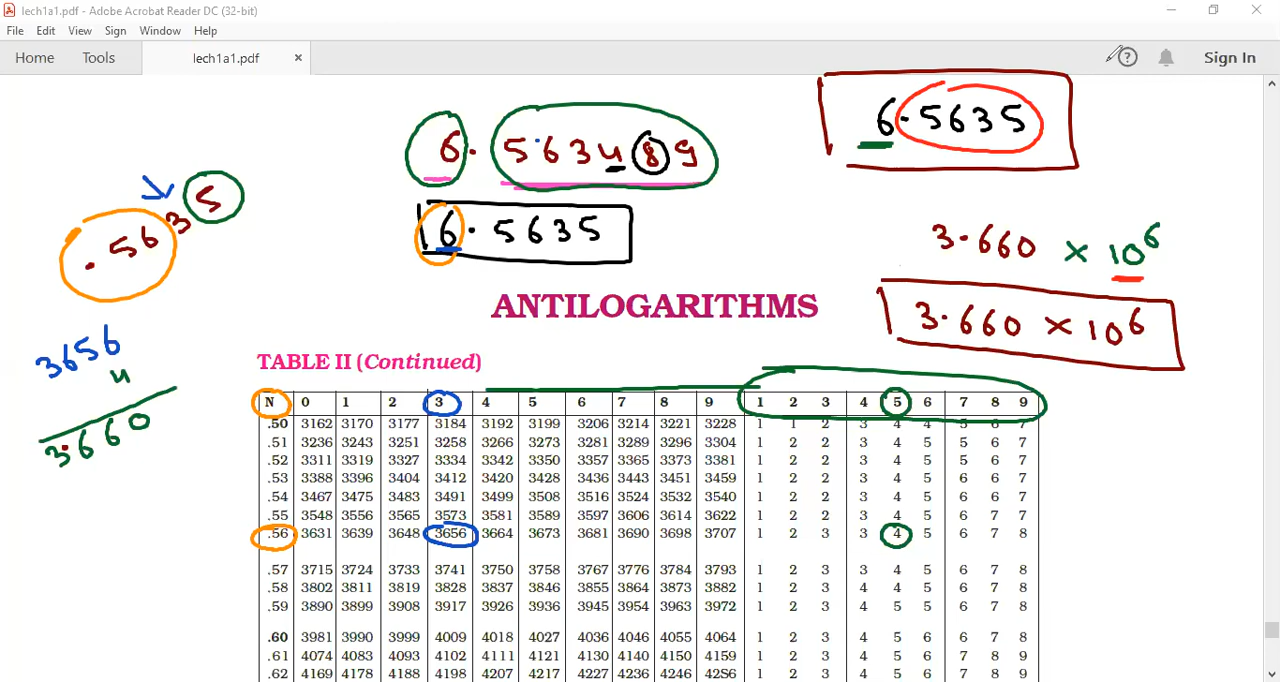 lech1a1.pdf - Adobe Acrobat Reader DC (32-bit)
File Edit View Sign Window Help
Home Tools lech1a1.pdf × ? Sign In
6.5635
6.5634 8 9
5
3
.56
6.5635
3.660 × 10⁶
3.660 × 10⁶
ANTILOGARITHMS
3656
4
3.660
TABLE II (Continued)
N 0 1 2 3 4 5 6 7 8 9 1 2 3 4 5 6 7 8 9
.50 3162 3170 3177 3184 3192 3199 3206 3214 3221 3228 1 1 2 3 4 4 5 6 7
.51 3236 3243 3251 3258 3266 3273 3281 3289 3296 3304 1 2 2 3 4 5 5 6 7
.52 3311 3319 3327 3334 3342 3350 3357 3365 3373 3381 1 2 2 3 4 5 5 6 7
.53 3388 3396 3404 3412 3420 3428 3436 3443 3451 3459 1 2 2 3 4 5 6 6 7
.54 3467 3475 3483 3491 3499 3508 3516 3524 3532 3540 1 2 2 3 4 5 6 6 7
.55 3548 3556 3565 3573 3581 3589 3597 3606 3614 3622 1 2 2 3 4 5 6 7 7
.56 3631 3639 3648 3656 3664 3673 3681 3690 3698 3707 1 2 3 3 4 5 6 7 8
.57 3715 3724 3733 3741 3750 3758 3767 3776 3784 3793 1 2 3 3 4 5 6 7 8
.58 3802 3811 3819 3828 3837 3846 3855 3864 3873 3882 1 2 3 4 4 5 6 7 8
.59 3890 3899 3908 3917 3926 3936 3945 3954 3963 3972 1 2 3 4 5 5 6 7 8
.60 3981 3990 3999 4009 4018 4027 4036 4046 4055 4064 1 2 3 4 5 6 6 7 8
.61 4074 4083 4093 4102 4111 4121 4130 4140 4150 4159 1 2 3 4 5 6 7 8 9
.62 4169 4178 4188 4198 4207 4217 4227 4236 4246 4256 1 2 3 4 5 6 7 8 9